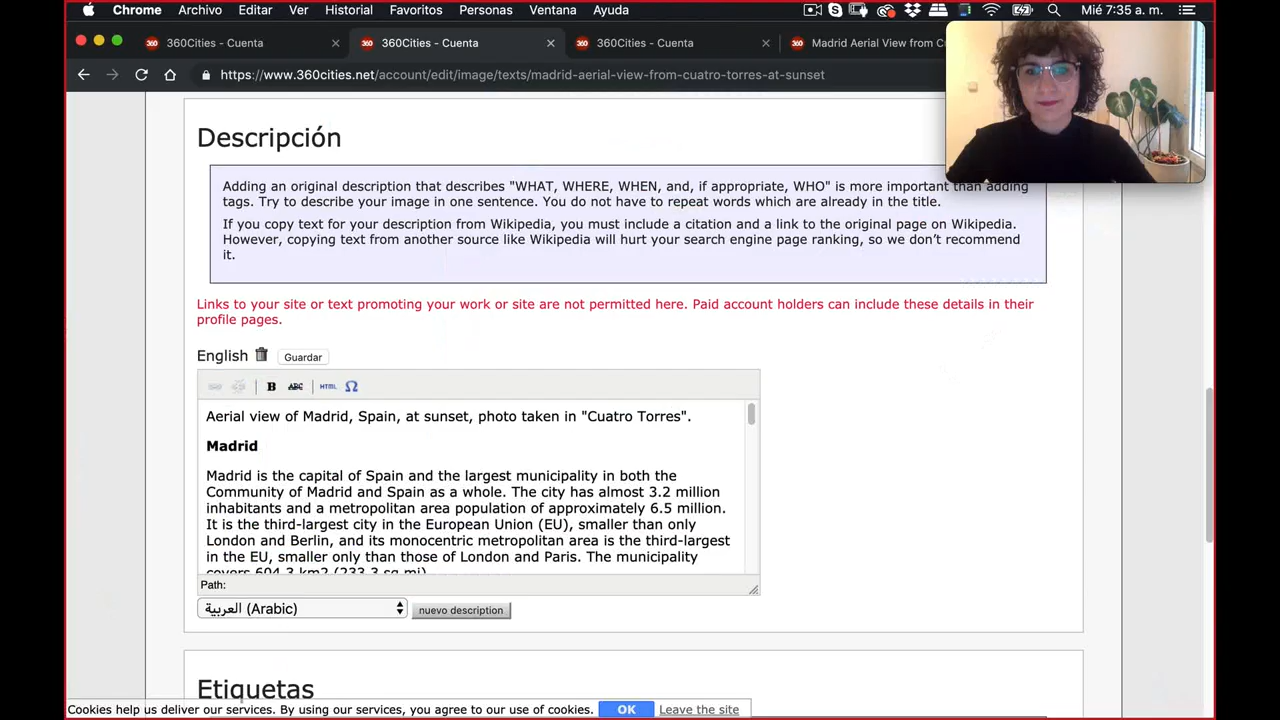 Chrome Archivo Editar Ver Historial Favoritos Personas Ventana Ayuda Mié 7:35 a. m.
360Cities - Cuenta 360Cities - Cuenta 360Cities - Cuenta Madrid Aerial View from C
https://www.360cities.net/account/edit/image/texts/madrid-aerial-view-from-cuatro-torres-at-sunset
Descripción
Adding an original description that describes "WHAT, WHERE, WHEN, and, if appropriate, WHO" is more important than adding
tags. Try to describe your image in one sentence. You do not have to repeat words which are already in the title.
If you copy text for your description from Wikipedia, you must include a citation and a link to the original page on Wikipedia.
However, copying text from another source like Wikipedia will hurt your search engine page ranking, so we don’t recommend
it.
Links to your site or text promoting your work or site are not permitted here. Paid account holders can include these details in their
profile pages.
English Guardar
B ABC HTML Ω
Aerial view of Madrid, Spain, at sunset, photo taken in "Cuatro Torres".
Madrid
Madrid is the capital of Spain and the largest municipality in both the
Community of Madrid and Spain as a whole. The city has almost 3.2 million
inhabitants and a metropolitan area population of approximately 6.5 million.
It is the third-largest city in the European Union (EU), smaller than only
London and Berlin, and its monocentric metropolitan area is the third-largest
in the EU, smaller only than those of London and Paris. The municipality
covers 604.3 km2 (233.3 sq mi).
Path:
العربية (Arabic) nuevo description
Etiquetas
Cookies help us deliver our services. By using our services, you agree to our use of cookies. OK Leave the site